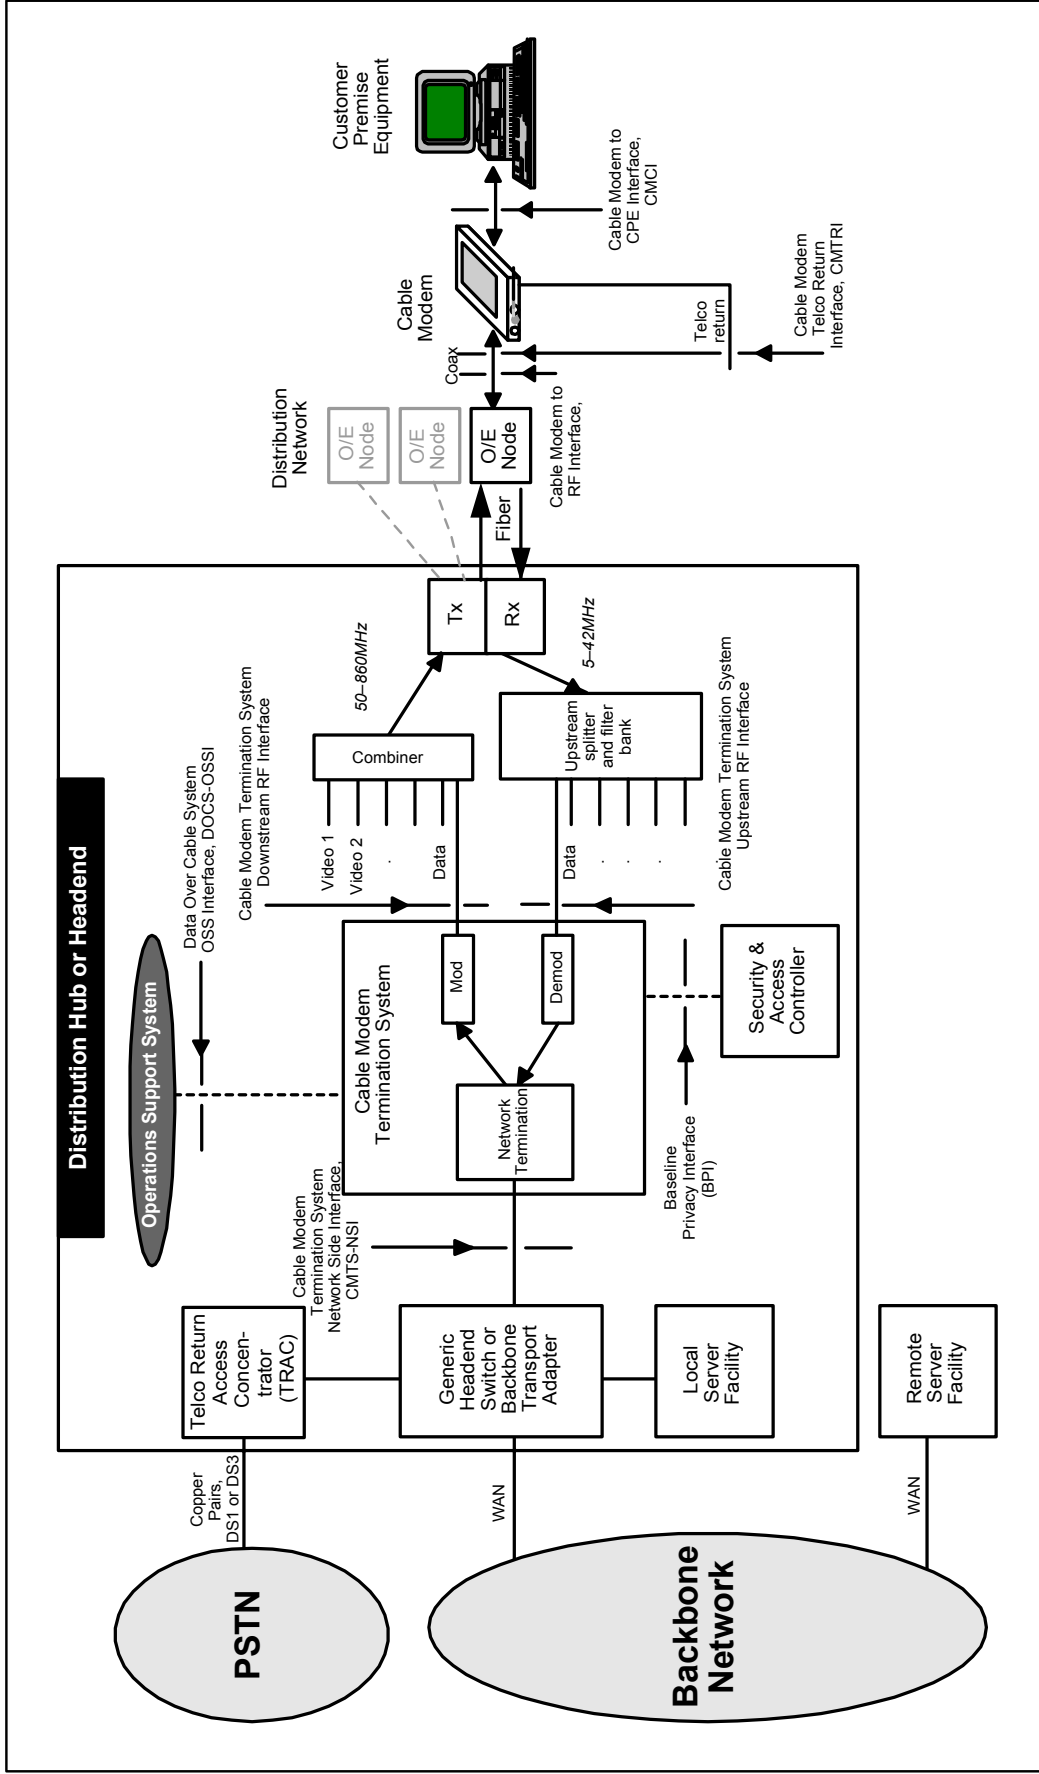 Distribution Hub or Headend
Operations Support System
Data Over Cable System
OSS Interface, DOCS-OSSI
PSTN
Copper
Pairs,
DS1 or DS3
Telco Return
Access
Concen-
trator
(TRAC)
Cable Modem
Termination System
Network Side Interface,
CMTS-NSI
Cable Modem
Termination System
Network
Termination
Mod
Demod
Cable Modem Termination System
Downstream RF Interface
Video 1
Video 2
.
Data
Combiner
50–860MHz
Tx
Rx
5–42MHz
Data
.
.
.
Upstream
splitter
and filter
bank
Cable Modem Termination System
Upstream RF Interface
Distribution
Network
O/E
Node
O/E
Node
O/E
Node
Fiber
Cable Modem to
RF Interface,
Coax
Cable
Modem
Customer
Premise
Equipment
Cable Modem to
CPE Interface,
CMCI
Telco
return
Cable Modem
Telco Return
Interface, CMTRI
Backbone
Network
WAN
Generic
Headend
Switch or
Backbone
Transport
Adapter
Local
Server
Facility
Baseline
Privacy Interface
(BPI)
Security &
Access
Controller
WAN
Remote
Server
Facility